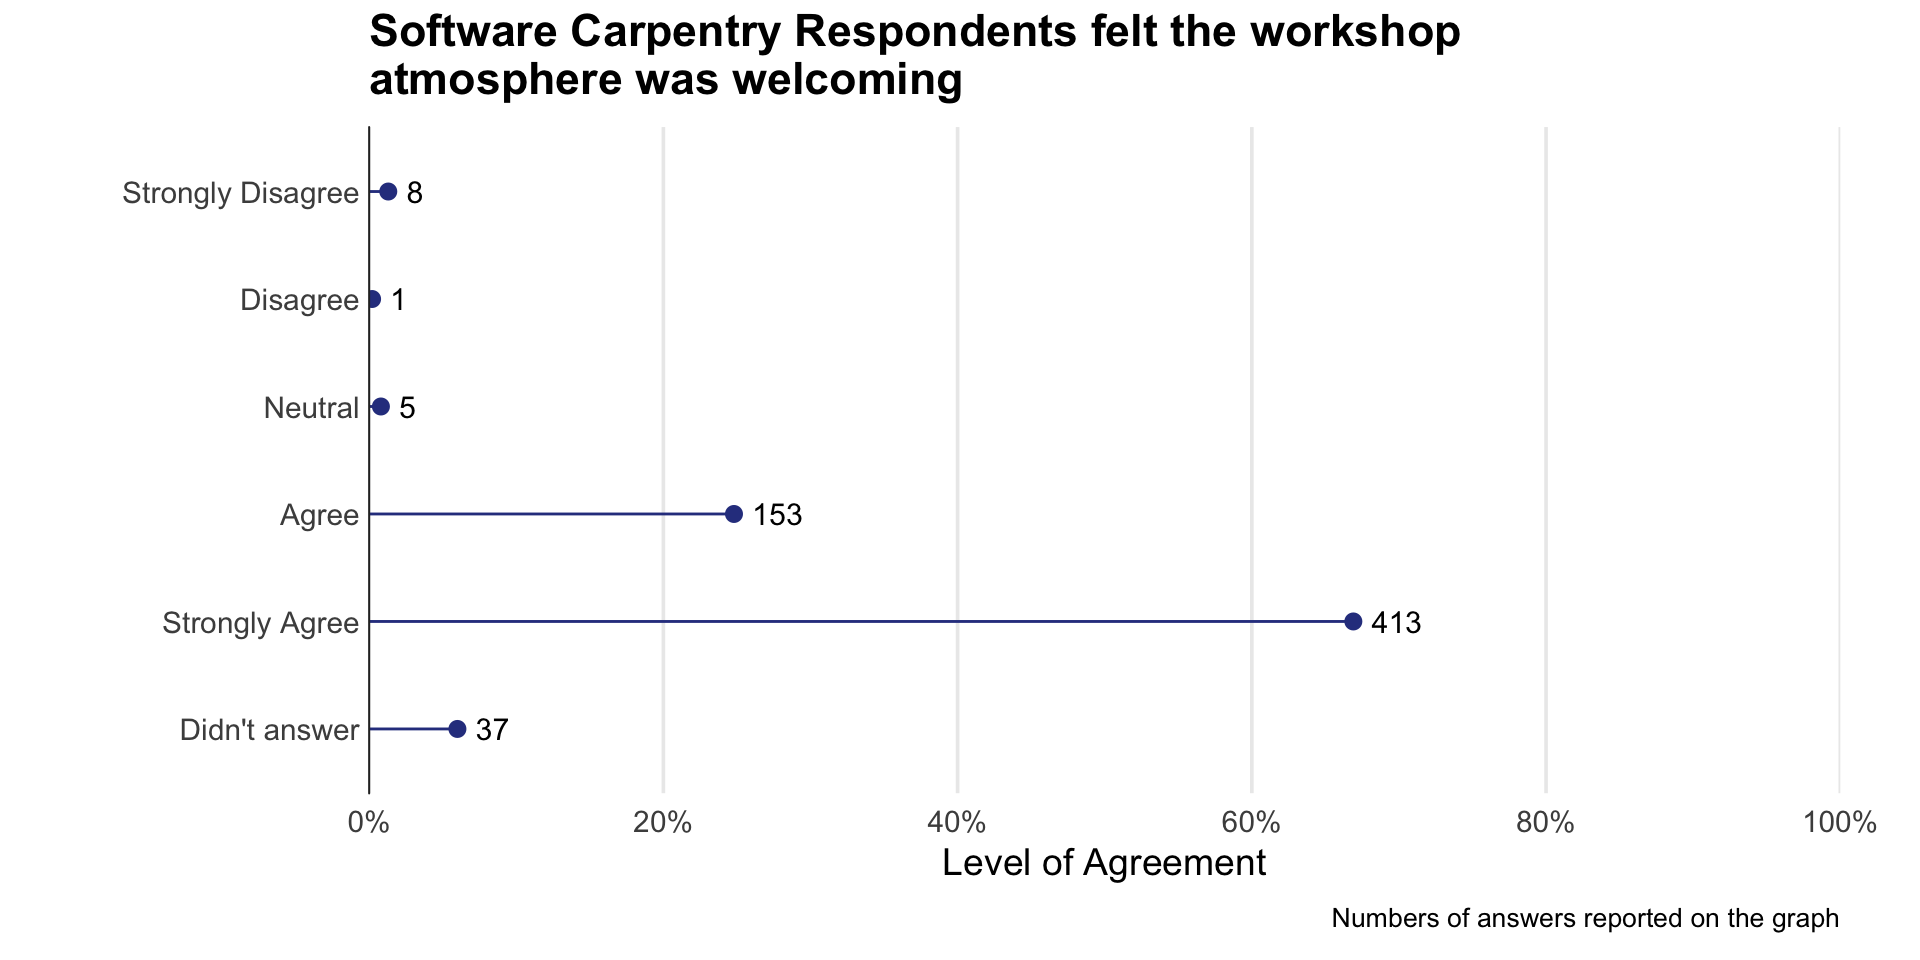 Software Carpentry Respondents felt the workshop
atmosphere was welcoming
Strongly Disagree 8
Disagree 1
Neutral 5
Agree 153
Strongly Agree 413
Didn't answer 37
0% 20% 40% 60% 80% 100%
Level of Agreement
Numbers of answers reported on the graph